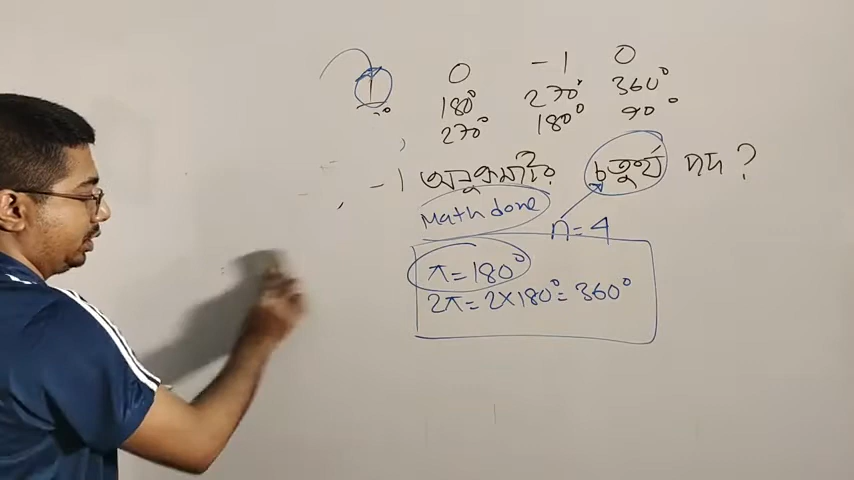 1 0 -1 0
180° 270° 360°
270° 180° 90°
, -1 অনুক্রমটির চতুর্থ পদ ?
Math done n=4
π=180°
2π=2×180°=360°